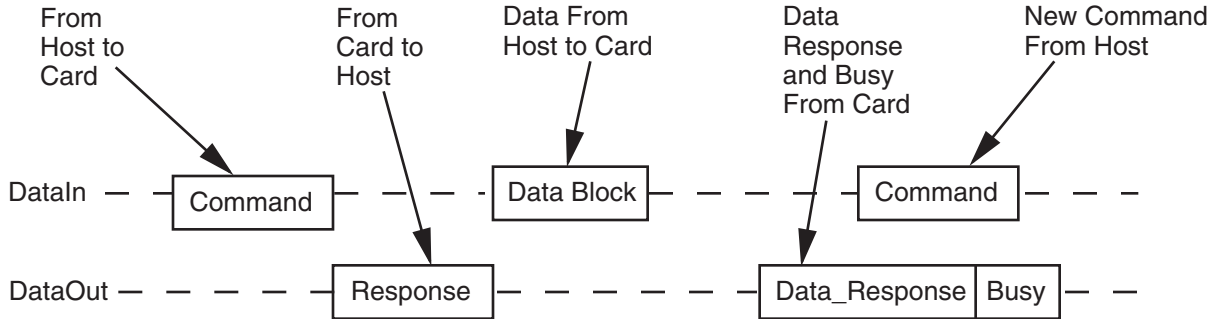 From
Host to
Card
From
Card to
Host
Data From
Host to Card
Data
Response
and Busy
From Card
New Command
From Host
DataIn
Command
Data Block
Command
DataOut
Response
Data_Response
Busy